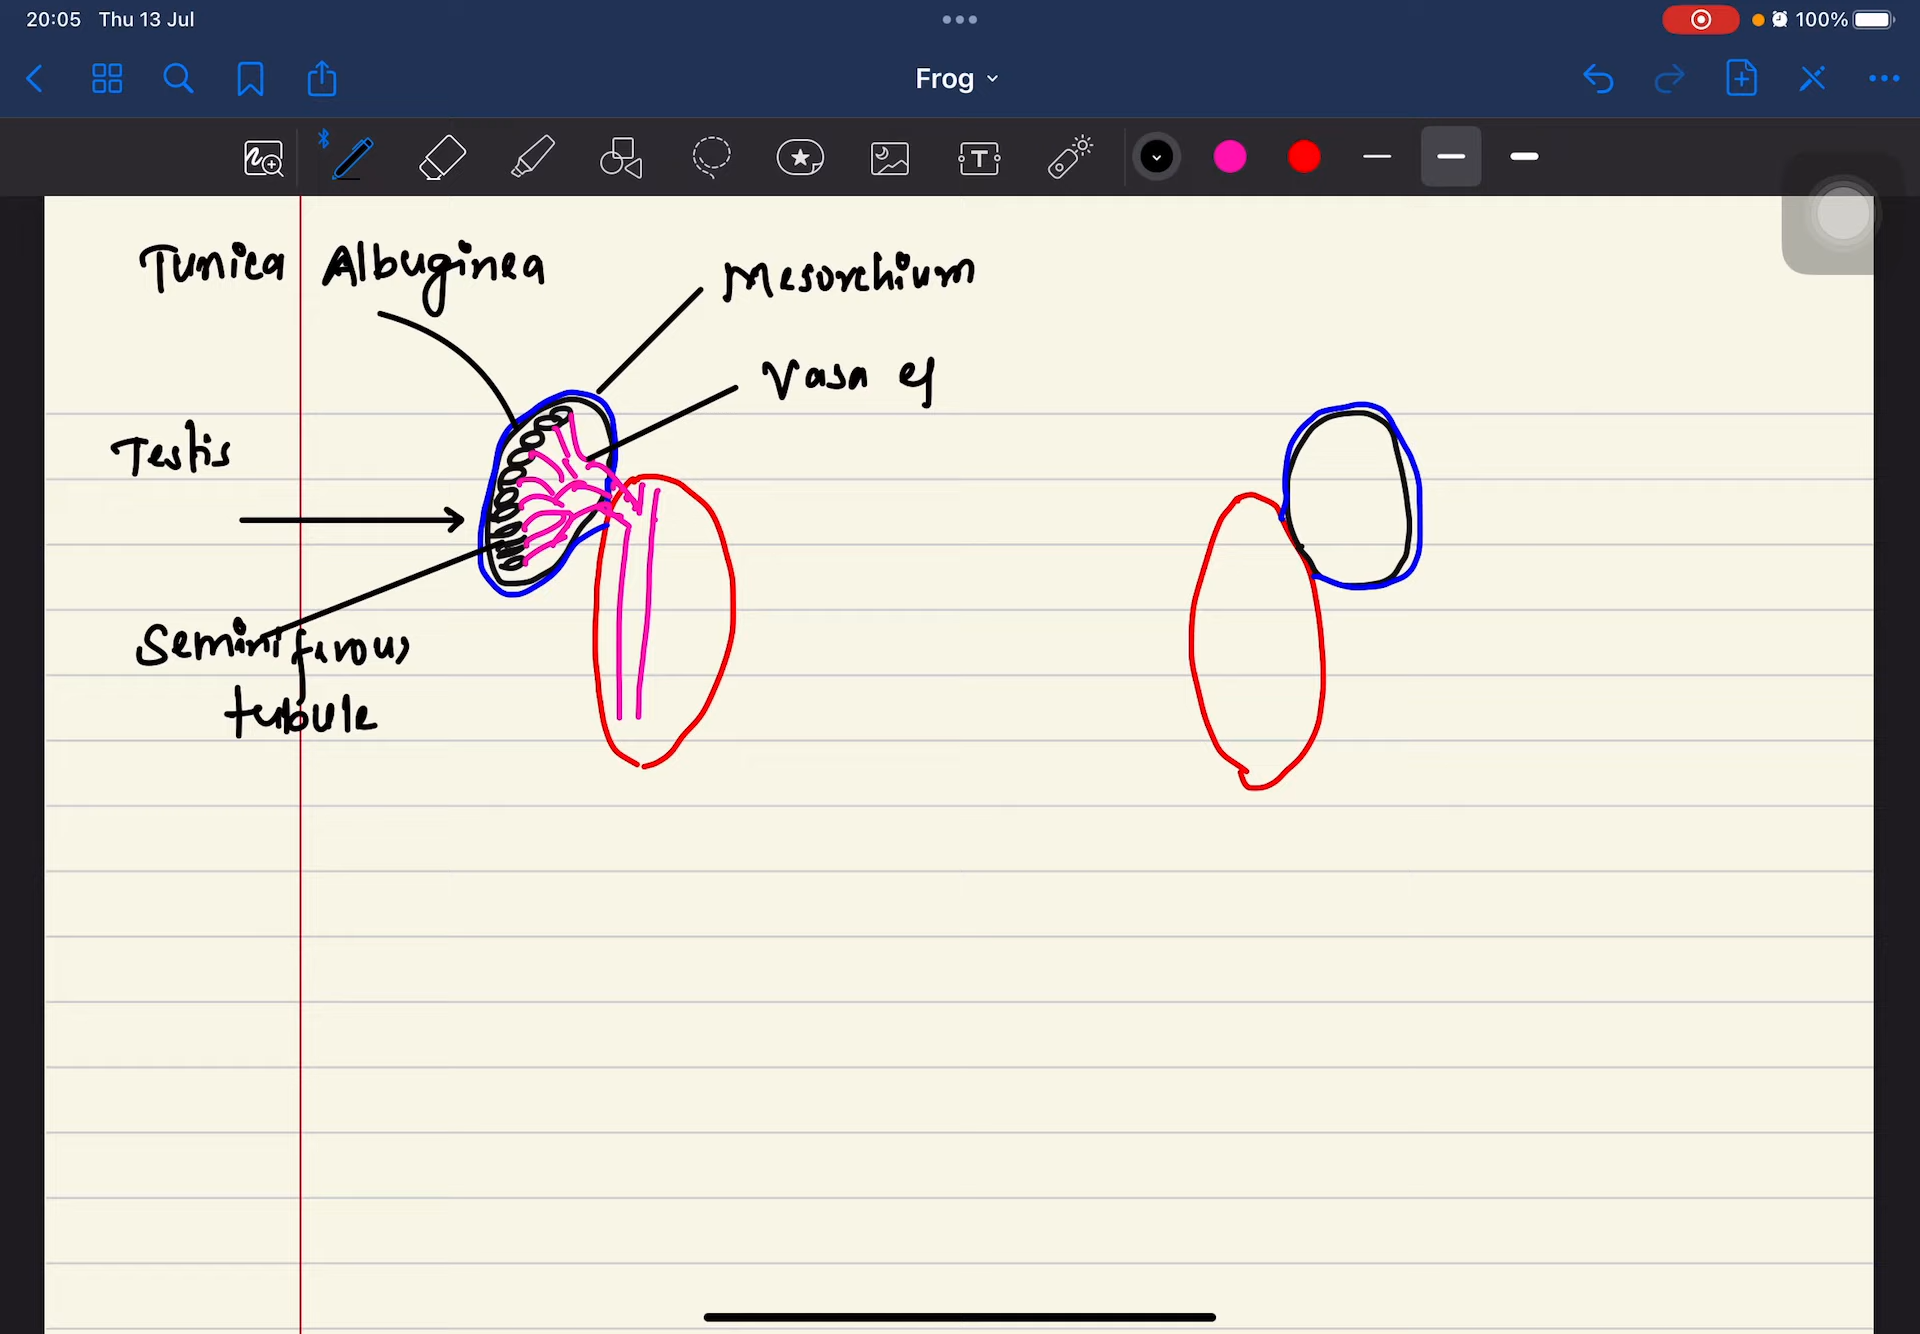 20:05 Thu 13 Jul
100%
Frog
T
Tunica Albuginea
Mesorchium
Vasa ef
Testis
Seminiferous
tubule